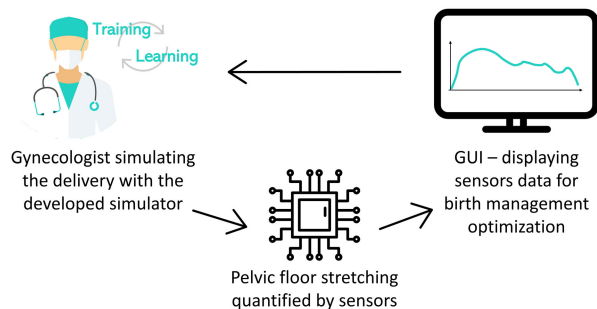 Training
Learning
Gynecologist simulating
the delivery with the
developed simulator
Pelvic floor stretching
quantified by sensors
GUI – displaying
sensors data for
birth management
optimization